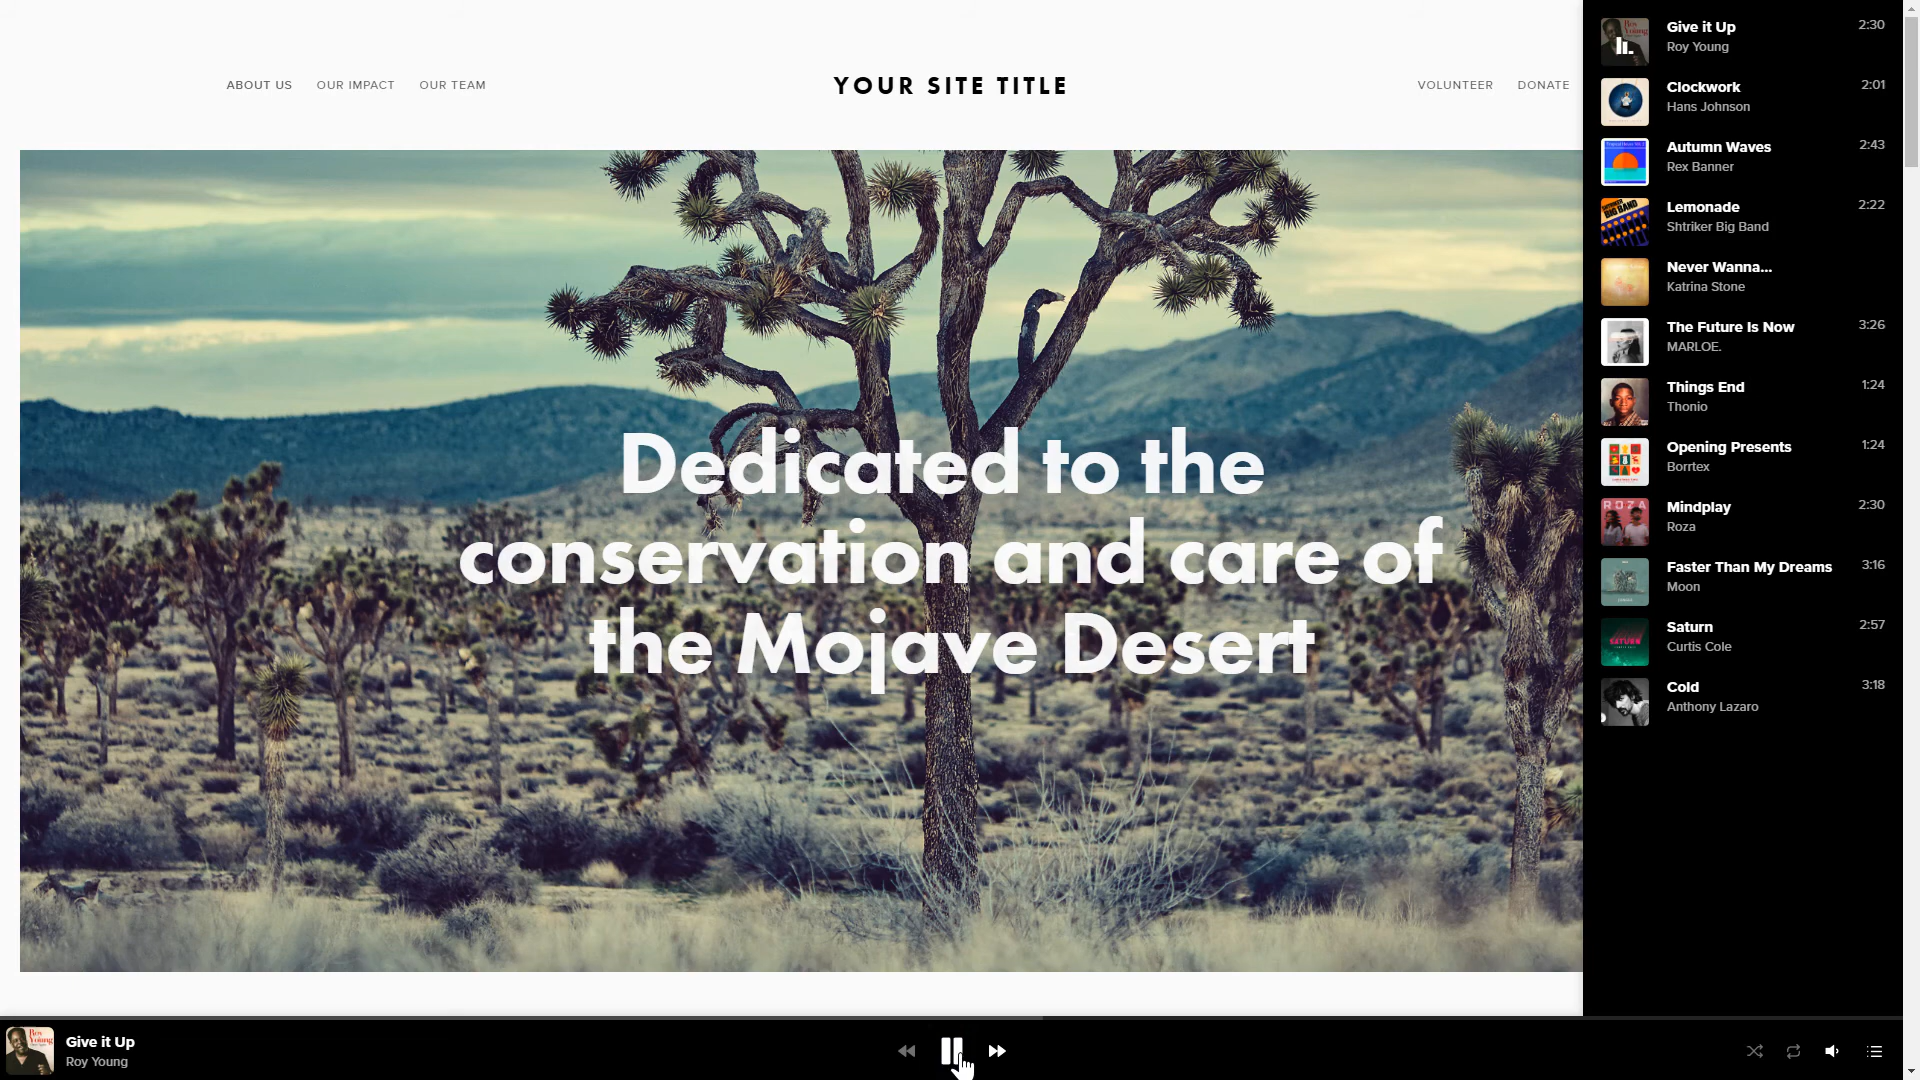 ABOUT US
OUR IMPACT
OUR TEAM
YOUR SITE TITLE
VOLUNTEER
DONATE
Dedicated to the
conservation and care of
the Mojave Desert
Give it Up
2:30
Roy Young
Clockwork
2:01
Hans Johnson
Autumn Waves
2:43
Rex Banner
Lemonade
2:22
Shtriker Big Band
Never Wanna...
Katrina Stone
The Future Is Now
3:26
MARLOE.
Things End
1:24
Thonio
Opening Presents
1:24
Borrtex
ROZA
Mindplay
2:30
Roza
Faster Than My Dreams
3:16
Moon
SATURN
Saturn
2:57
Curtis Cole
Cold
3:18
Anthony Lazaro
Roy
Young
Give it Up
Roy Young